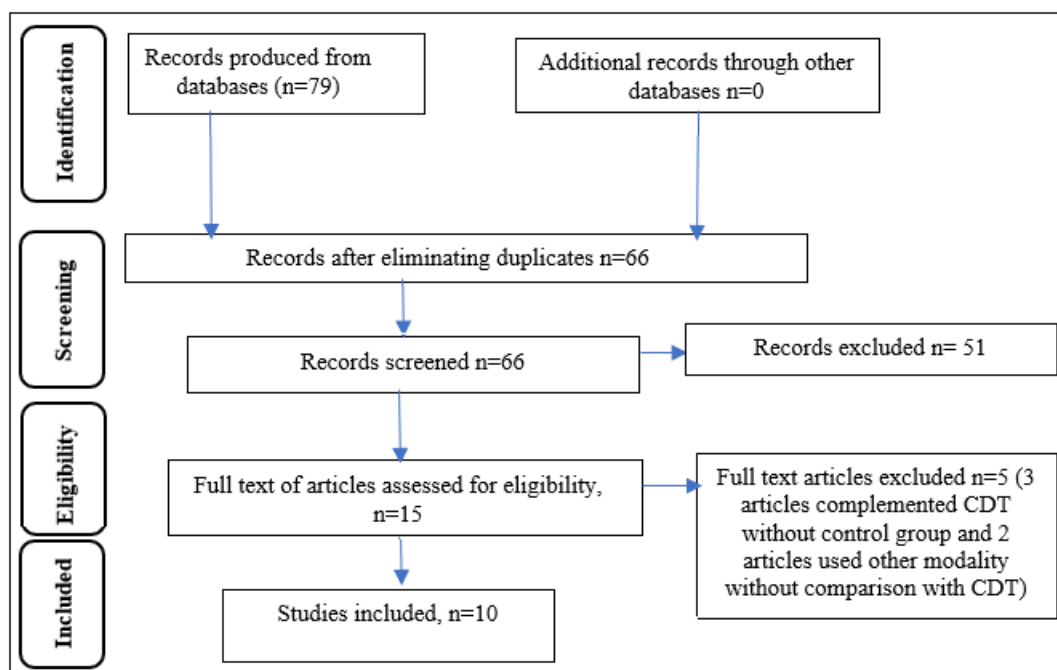 Identification
Records produced from
databases (n=79)
Additional records through other
databases n=0
Screening
Records after eliminating duplicates n=66
Records screened n=66
Records excluded n= 51
Eligibility
Full text of articles assessed for eligibility,
n=15
Full text articles excluded n=5 (3
articles complemented CDT
without control group and 2
articles used other modality
without comparison with CDT)
Included
Studies included, n=10